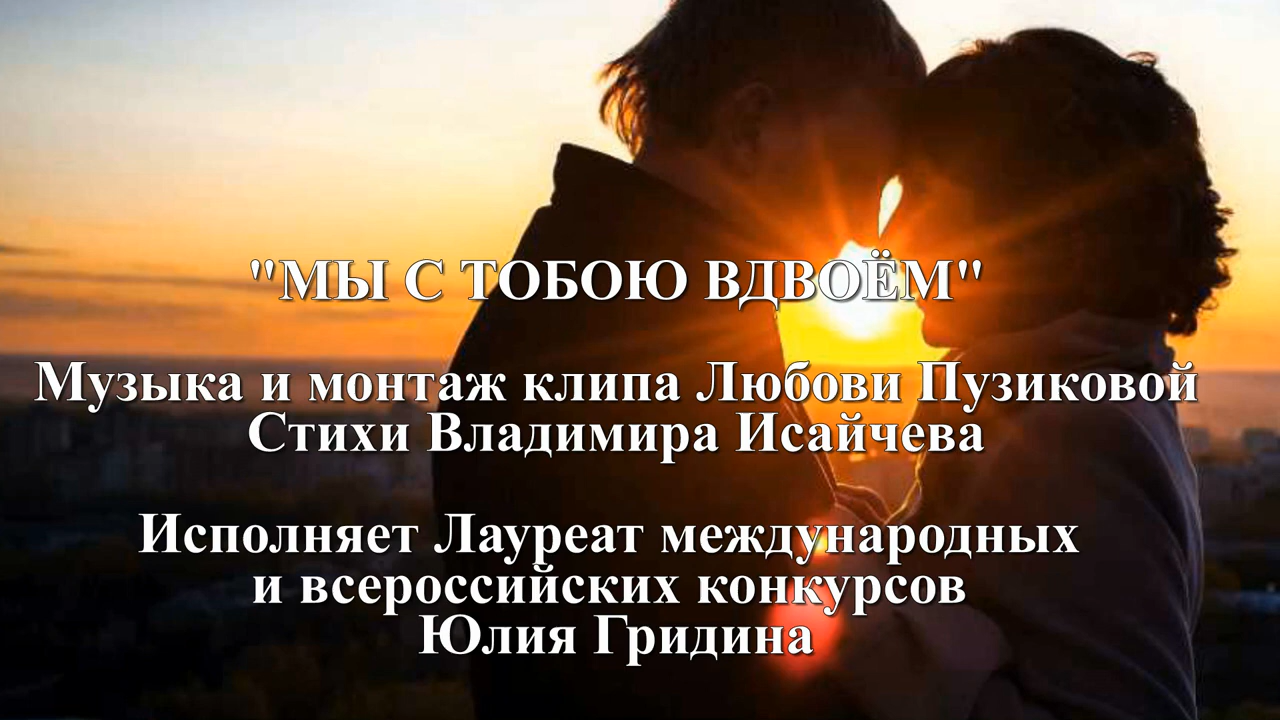 "МЫ С ТОБОЮ ВДВОЁМ"
Музыка и монтаж клипа Любови Пузиковой
Стихи Владимира Исайчева
Исполняет Лауреат международных
и всероссийских конкурсов
Юлия Гридина